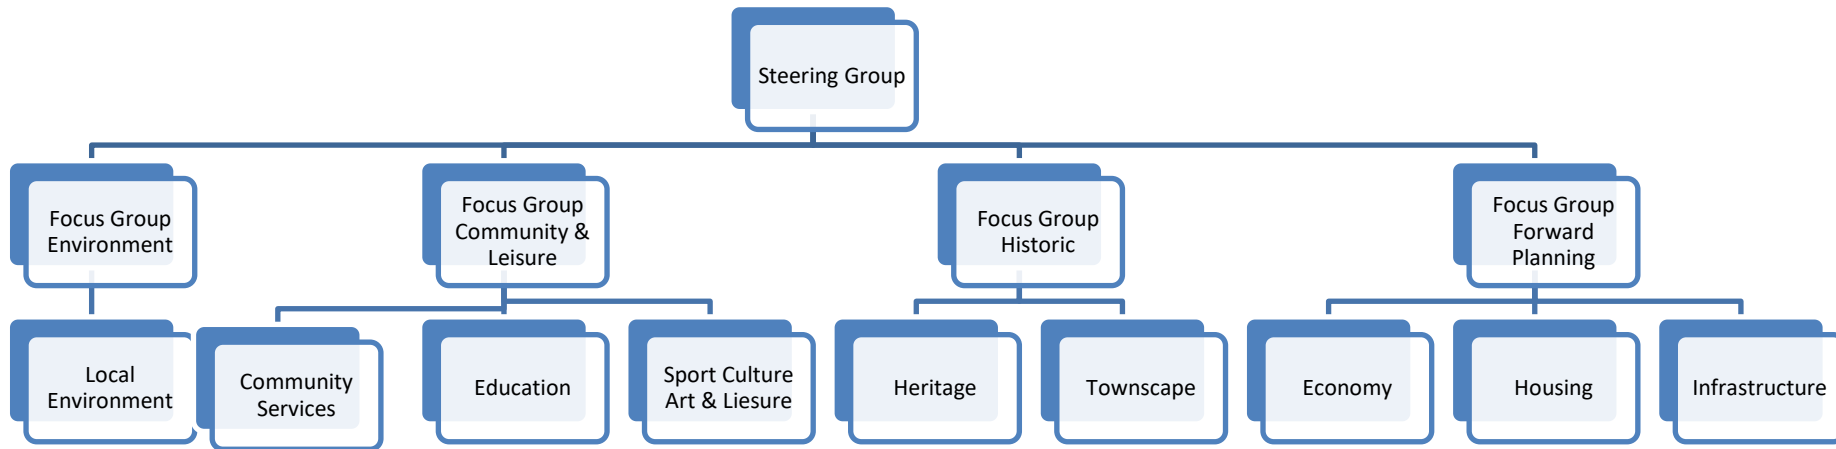 Steering Group
Focus Group
Environment
Focus Group
Community &
Leisure
Focus Group
Historic
Focus Group
Forward
Planning
Local
Environment
Community
Services
Education
Sport Culture
Art & Liesure
Heritage
Townscape
Economy
Housing
Infrastructure